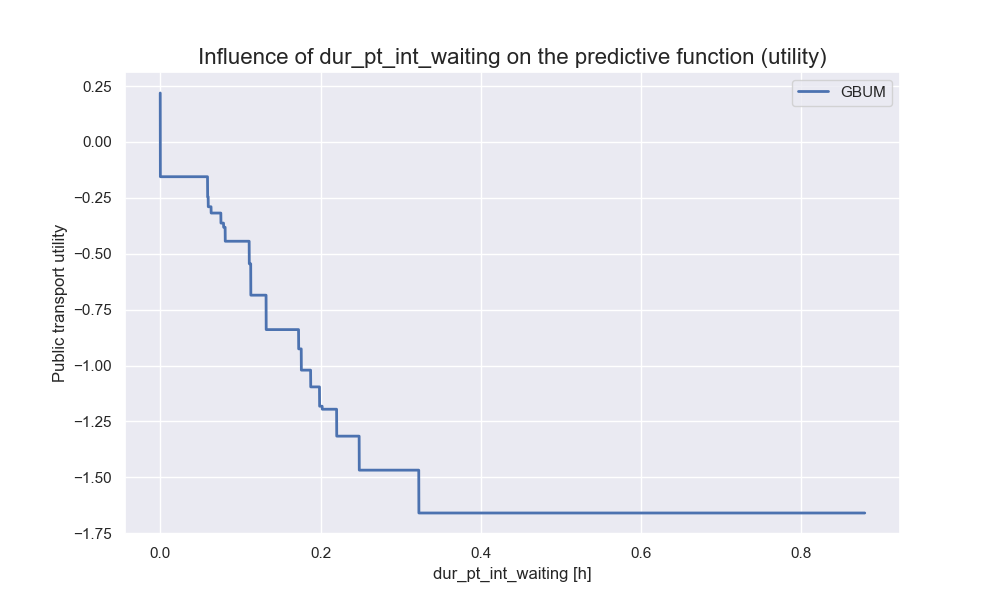 Influence of dur_pt_int_waiting on the predictive function (utility)
GBUM
Public transport utility
0.25
0.00
−0.25
−0.50
−0.75
−1.00
−1.25
−1.50
−1.75
0.0 0.2 0.4 0.6 0.8
dur_pt_int_waiting [h]